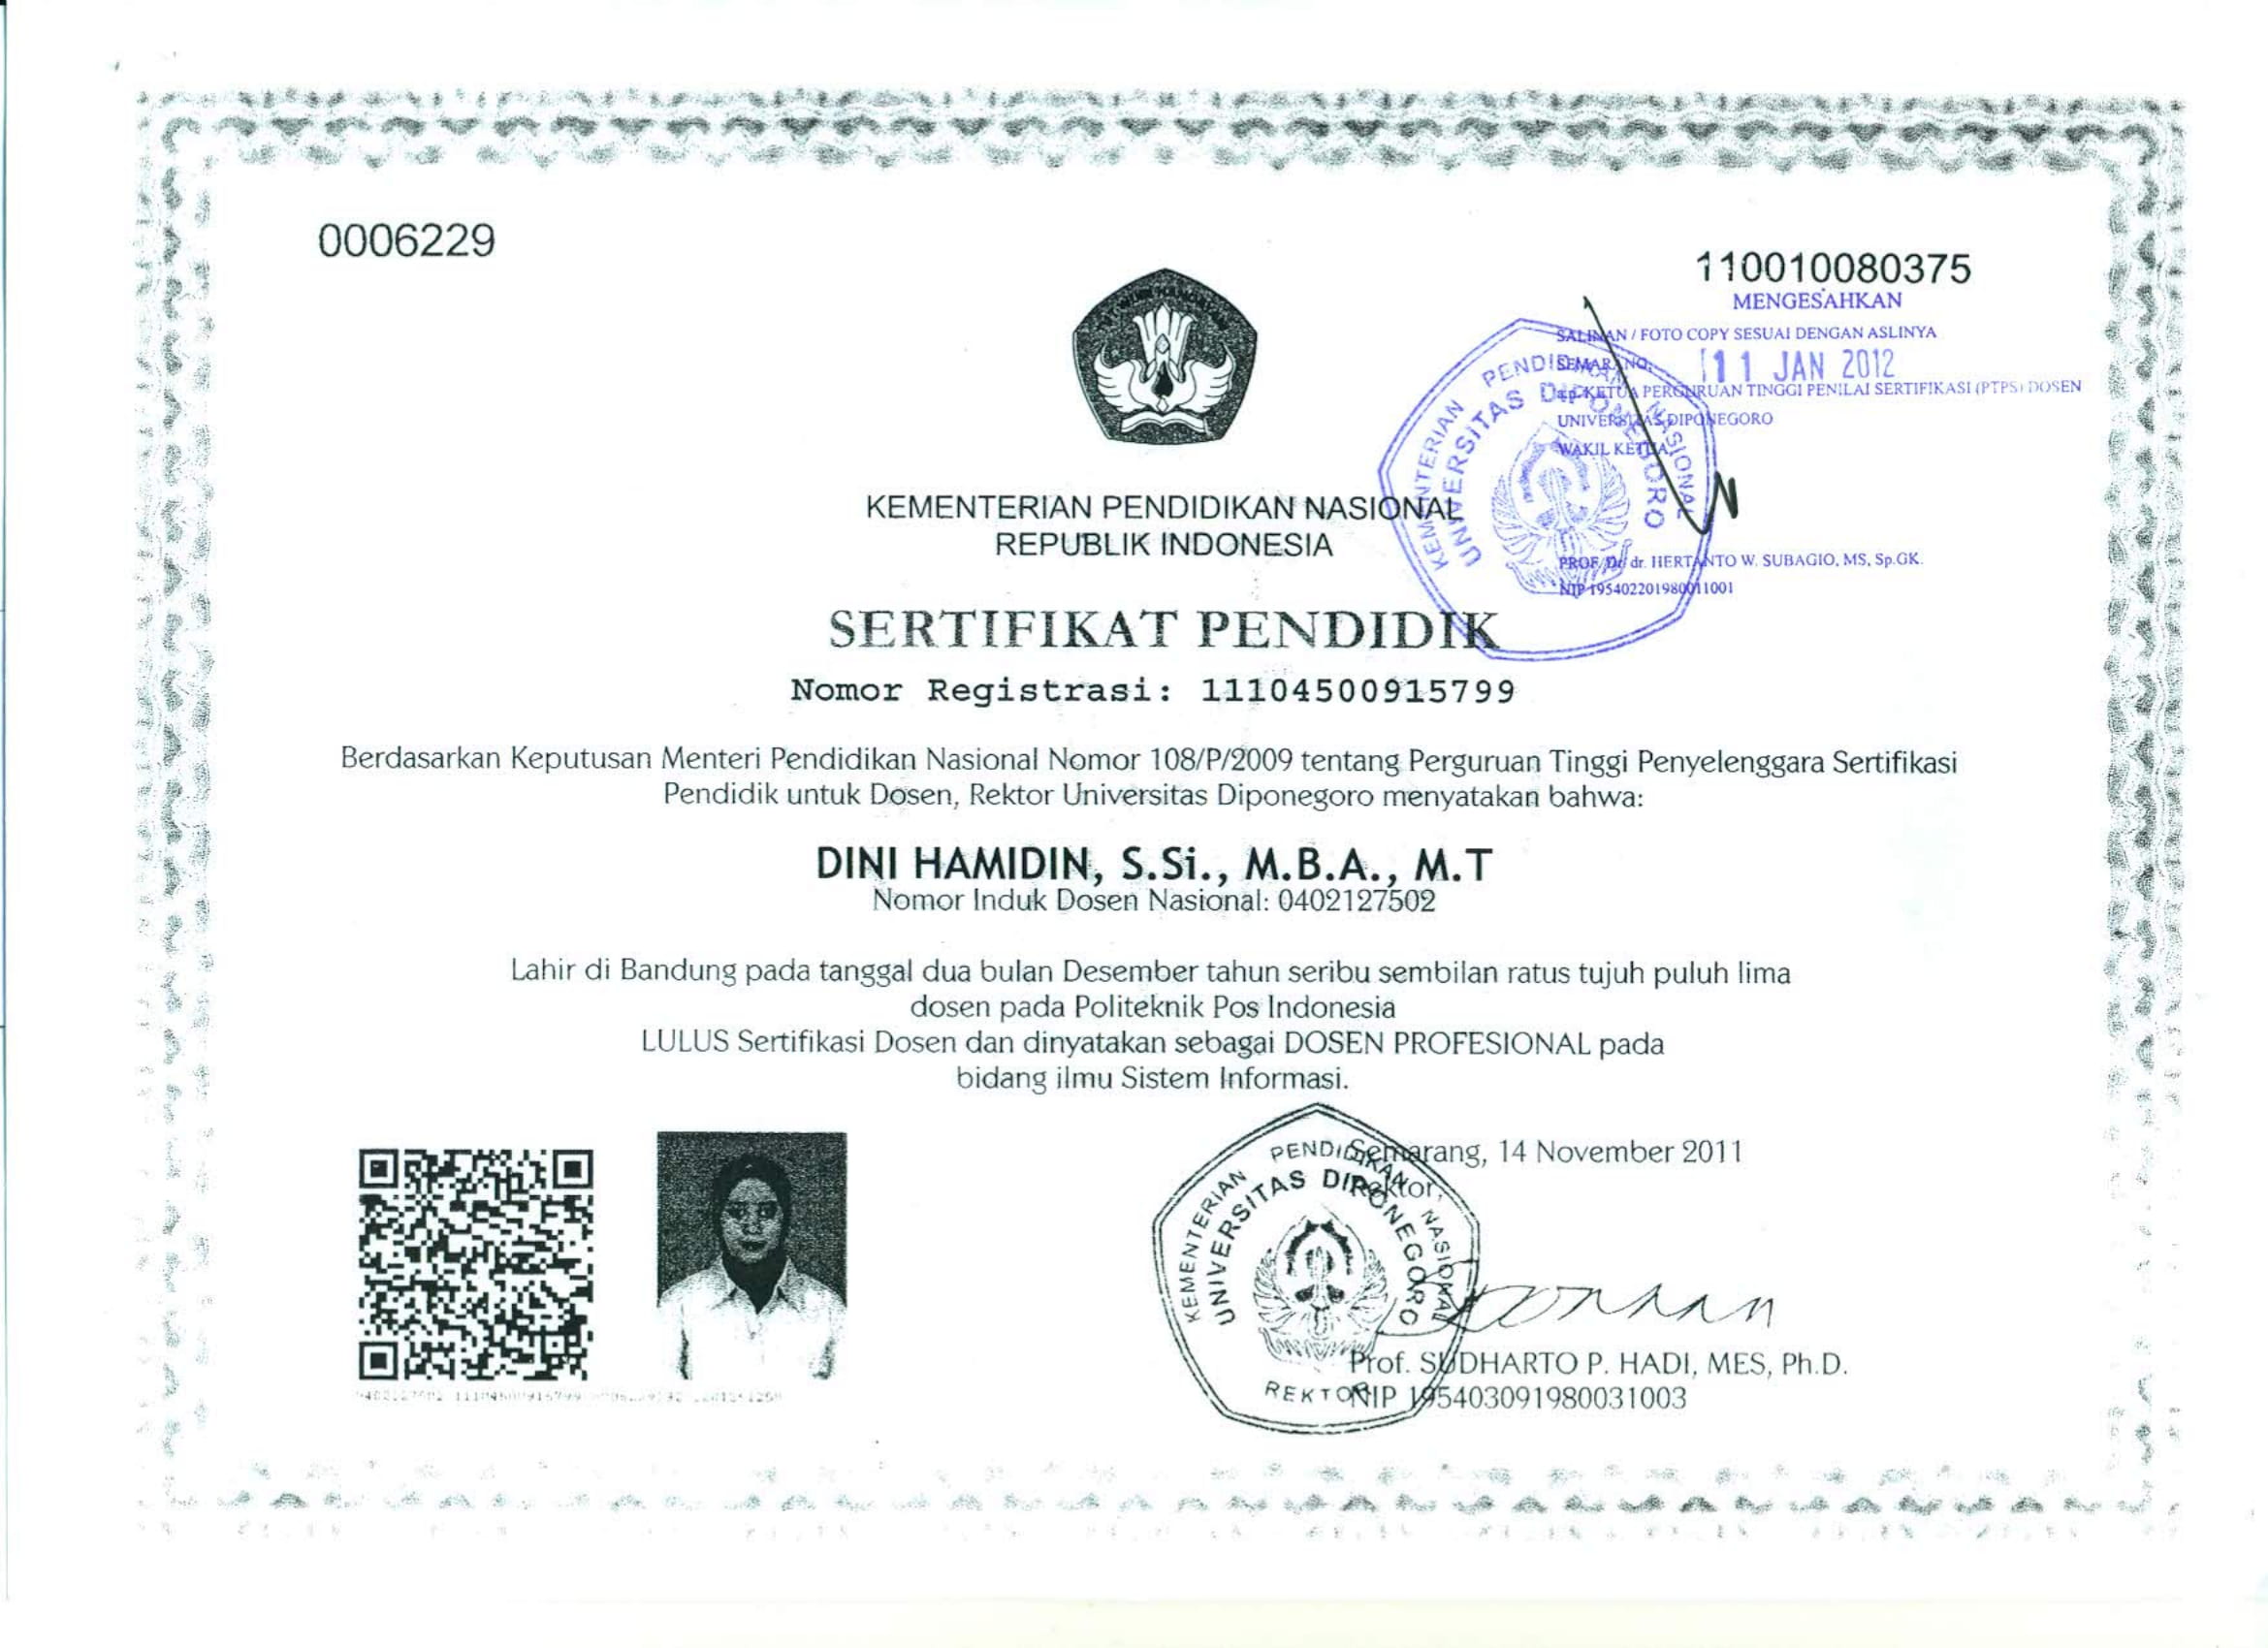 0006229
110010080375
MENGESAHKAN
SALINAN / FOTO COPY SESUAI DENGAN ASLINYA
SEMARANG, 11 JAN 2012
KETUA PERGURUAN TINGGI PENILAI SERTIFIKASI (PTPS) DOSEN
UNIVERSITAS DIPONEGORO
WAKIL KETUA,
KEMENTERIAN PENDIDIKAN NASIONAL
UNIVERSITAS DIPONEGORO
PROF. Dr. dr. HERTANTO W. SUBAGIO, MS, Sp.GK.
NIP 195402201980011001
KEMENTERIAN PENDIDIKAN NASIONAL
REPUBLIK INDONESIA
SERTIFIKAT PENDIDIK
Nomor Registrasi: 11104500915799
Berdasarkan Keputusan Menteri Pendidikan Nasional Nomor 108/P/2009 tentang Perguruan Tinggi Penyelenggara Sertifikasi
Pendidik untuk Dosen, Rektor Universitas Diponegoro menyatakan bahwa:
DINI HAMIDIN, S.Si., M.B.A., M.T
Nomor Induk Dosen Nasional: 0402127502
Lahir di Bandung pada tanggal dua bulan Desember tahun seribu sembilan ratus tujuh puluh lima
dosen pada Politeknik Pos Indonesia
LULUS Sertifikasi Dosen dan dinyatakan sebagai DOSEN PROFESIONAL pada
bidang ilmu Sistem Informasi.
Semarang, 14 November 2011
Rektor,
KEMENTERIAN PENDIDIKAN NASIONAL
UNIVERSITAS DIPONEGORO
REKTOR
Prof. SUDHARTO P. HADI, MES, Ph.D.
NIP 195403091980031003